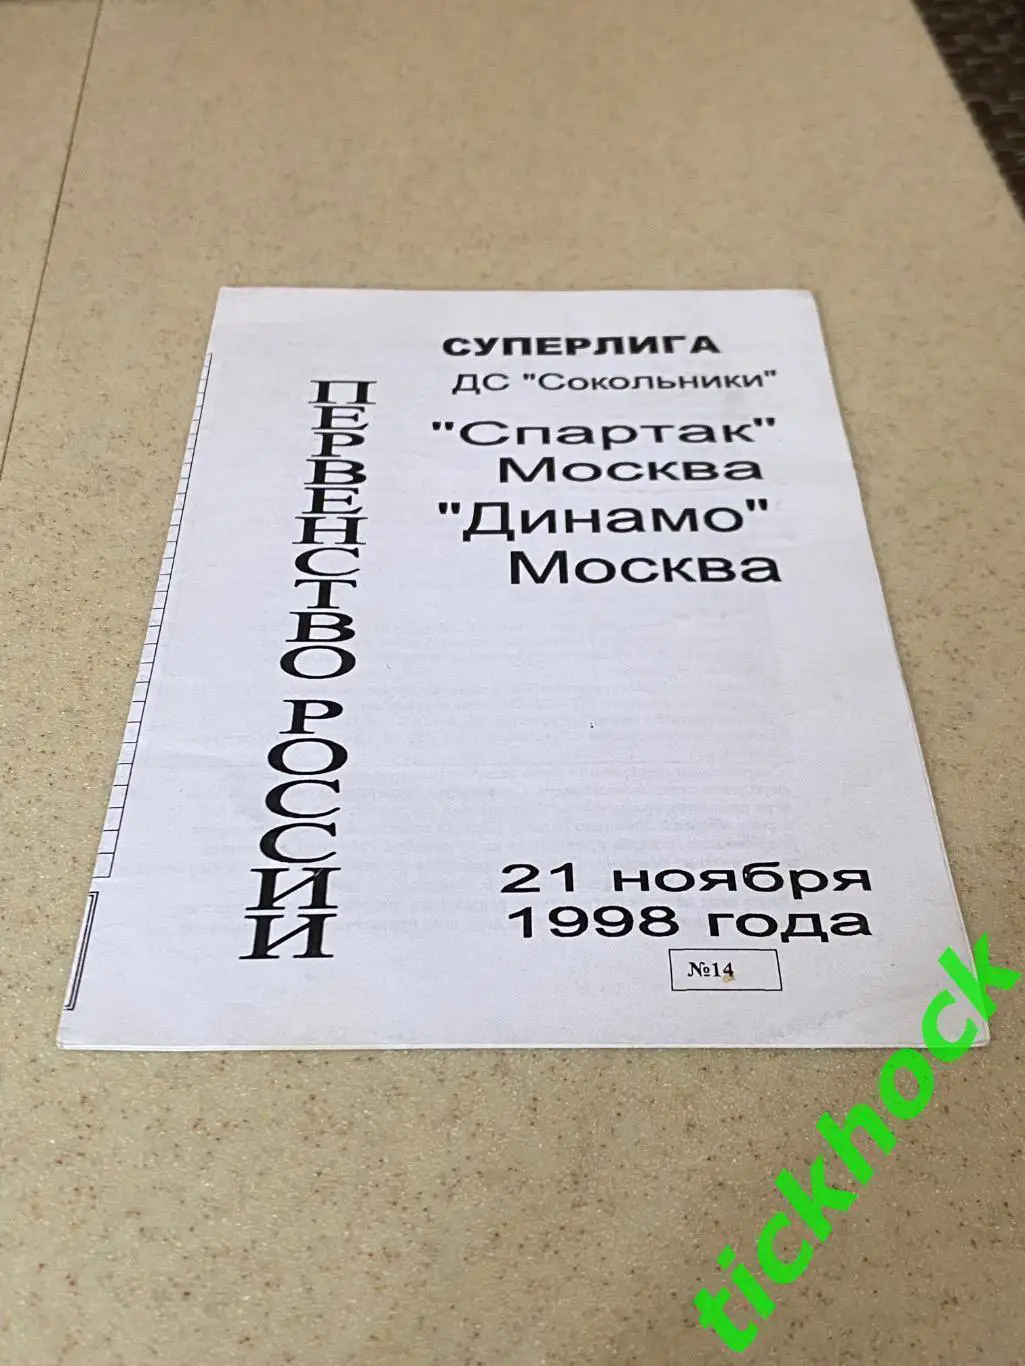 СУПЕРЛИГА
ДС "Сокольники"
"Спартак"
Москва
"Динамо"
Москва
ПЕРВЕНСТВО РОССИИ
21 ноября
1998 года
№14
tickhock